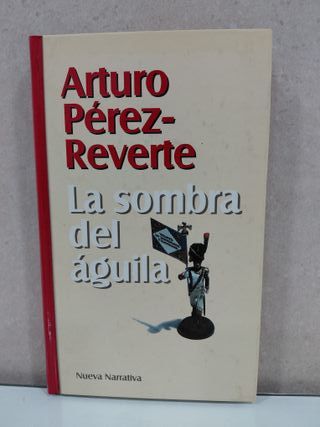 Arturo
Pérez-
Reverte
La sombra
del
águila
Nueva Narrativa